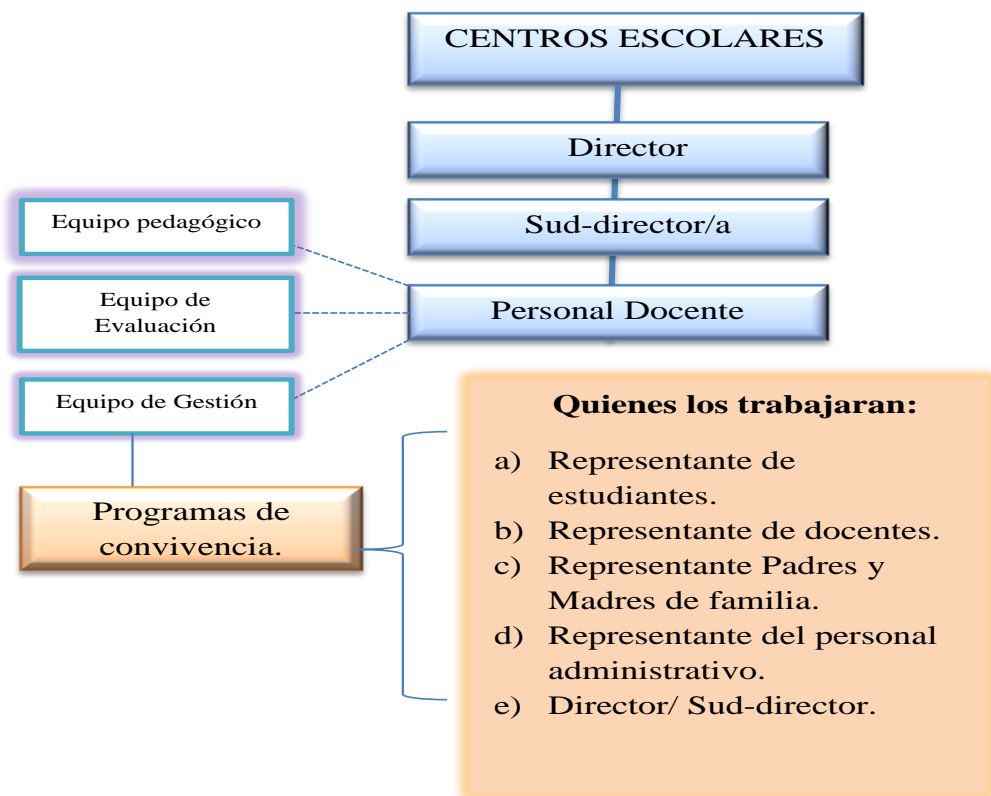 CENTROS ESCOLARES
Director
Sud-director/a
Personal Docente
Equipo pedagógico
Equipo de
Evaluación
Equipo de Gestión
Programas de
convivencia.
Quienes los trabajaran:
a) Representante de
estudiantes.
b) Representante de docentes.
c) Representante Padres y
Madres de familia.
d) Representante del personal
administrativo.
e) Director/ Sud-director.